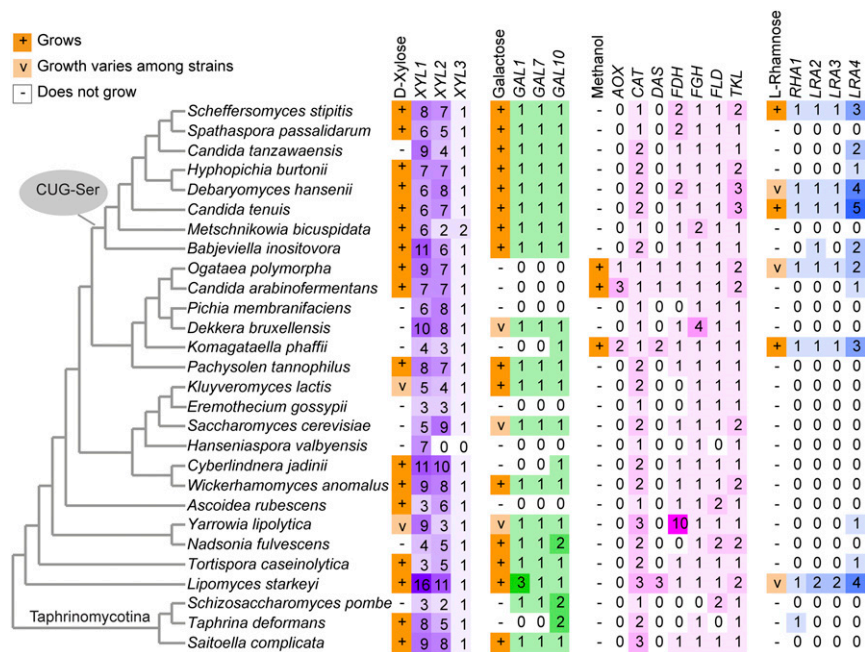 + Grows
v Growth varies among strains
- Does not grow
D-Xylose XYL1 XYL2 XYL3 Galactose GAL1 GAL7 GAL10 Methanol AOX CAT DAS FDH FGH FLD TKL L-Rhamnose RHA1 LRA2 LRA3 LRA4
Scheffersomyces stipitis + 8 7 1 + 1 1 1 - 0 1 0 2 1 1 2 + 1 1 1 3
Spathaspora passalidarum + 6 5 1 + 1 1 1 - 0 1 0 2 1 1 1 - 0 0 0 0
Candida tanzawaensis - 9 4 1 + 1 1 1 - 0 2 0 1 1 1 1 - 0 0 0 2
Hyphopichia burtonii + 7 7 1 + 1 1 1 - 0 2 0 1 1 1 2 - 0 0 0 1
CUG-Ser
Debaryomyces hansenii + 6 8 1 + 1 1 1 - 0 2 0 2 1 1 3 v 1 1 1 4
Candida tenuis + 6 7 1 + 1 1 1 - 0 2 0 1 1 1 3 + 1 1 1 5
Metschnikowia bicuspidata + 6 2 2 + 1 1 1 - 0 1 0 1 2 1 1 - 0 0 0 0
Babjeviella inositovora + 11 6 1 + 1 1 1 - 0 2 0 1 1 1 1 - 0 1 0 2
Ogataea polymorpha + 9 7 1 - 0 0 0 + 1 1 1 1 1 1 2 v 1 1 1 2
Candida arabinofermentans + 7 7 1 - 0 0 0 + 3 1 1 1 1 1 2 - 0 0 0 1
Pichia membranifaciens - 6 8 1 - 0 0 0 - 0 1 0 0 1 1 1 - 0 0 0 0
Dekkera bruxellensis - 10 8 1 v 1 1 1 - 0 1 0 1 4 1 1 - 0 0 0 0
Komagataella phaffii - 4 3 1 - 0 0 1 + 2 1 2 1 1 1 1 + 1 1 1 3
Pachysolen tannophilus + 8 7 1 + 1 1 1 - 0 2 0 1 1 1 1 - 0 0 0 0
Kluyveromyces lactis v 5 4 1 + 1 1 1 - 0 2 0 0 1 1 1 - 0 0 0 0
Eremothecium gossypii - 3 3 1 - 0 0 0 - 0 1 0 1 1 1 1 - 0 0 0 0
Saccharomyces cerevisiae - 5 9 1 v 1 1 1 - 0 2 0 1 1 1 2 - 0 0 0 0
Hanseniaspora valbyensis - 7 0 0 - 0 0 0 - 0 1 0 0 1 0 1 - 0 0 0 0
Cyberlindnera jadinii + 11 10 1 - 0 0 1 - 0 2 0 1 1 1 1 - 0 0 0 0
Wickerhamomyces anomalus + 9 8 1 + 1 1 1 - 0 2 0 1 1 1 2 - 0 0 0 0
Ascoidea rubescens + 3 6 1 - 0 0 0 - 0 1 0 1 1 2 1 - 0 0 0 0
Yarrowia lipolytica v 9 3 1 v 1 1 1 - 0 3 0 10 1 1 1 - 0 0 0 1
Nadsonia fulvescens - 4 5 1 + 1 1 2 - 0 2 0 0 1 2 2 - 0 0 0 0
Tortispora caseinolytica + 3 5 1 + 1 1 1 - 0 3 0 1 1 1 1 - 0 0 0 1
Lipomyces starkeyi + 16 11 1 + 3 1 1 - 0 3 3 1 1 1 2 v 1 2 2 4
Schizosaccharomyces pombe - 3 2 1 - 1 1 2 - 0 1 0 0 1 2 1 - 0 0 0 0
Taphrinomycotina
Taphrina deformans + 8 5 1 - 0 0 2 - 0 2 0 1 0 1 1 - 1 0 0 0
Saitoella complicata + 9 8 1 + 1 1 1 - 0 3 0 1 1 1 1 - 0 0 0 0